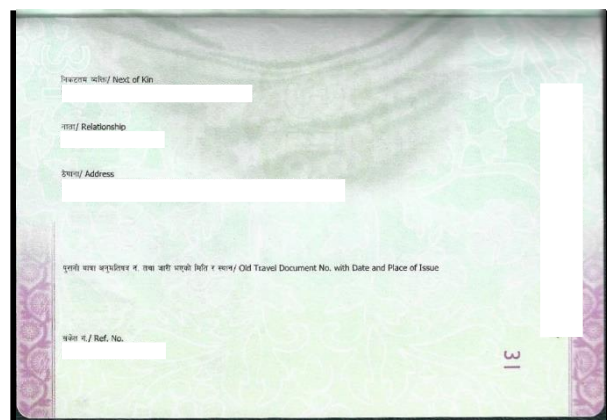 निकटतम व्यक्ति/ Next of Kin
नाता/ Relationship
ठेगाना/ Address
पुरानो यात्रा अनुमतिपत्र नं. तथा जारी भएको मिति र स्थान/ Old Travel Document No. with Date and Place of Issue
संकेत नं./ Ref. No.
31